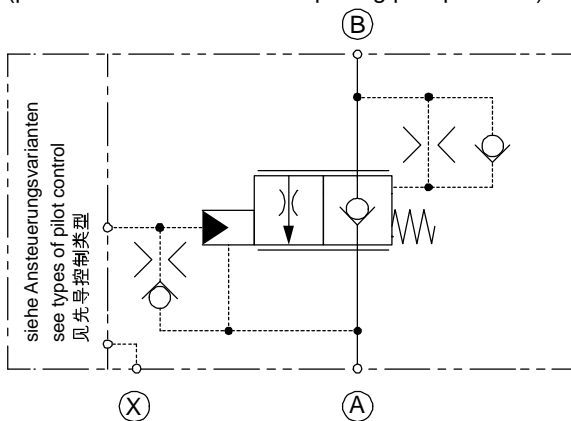 B
siehe Ansteuerungsvarianten
see types of pilot control
见先导控制类型
X
A